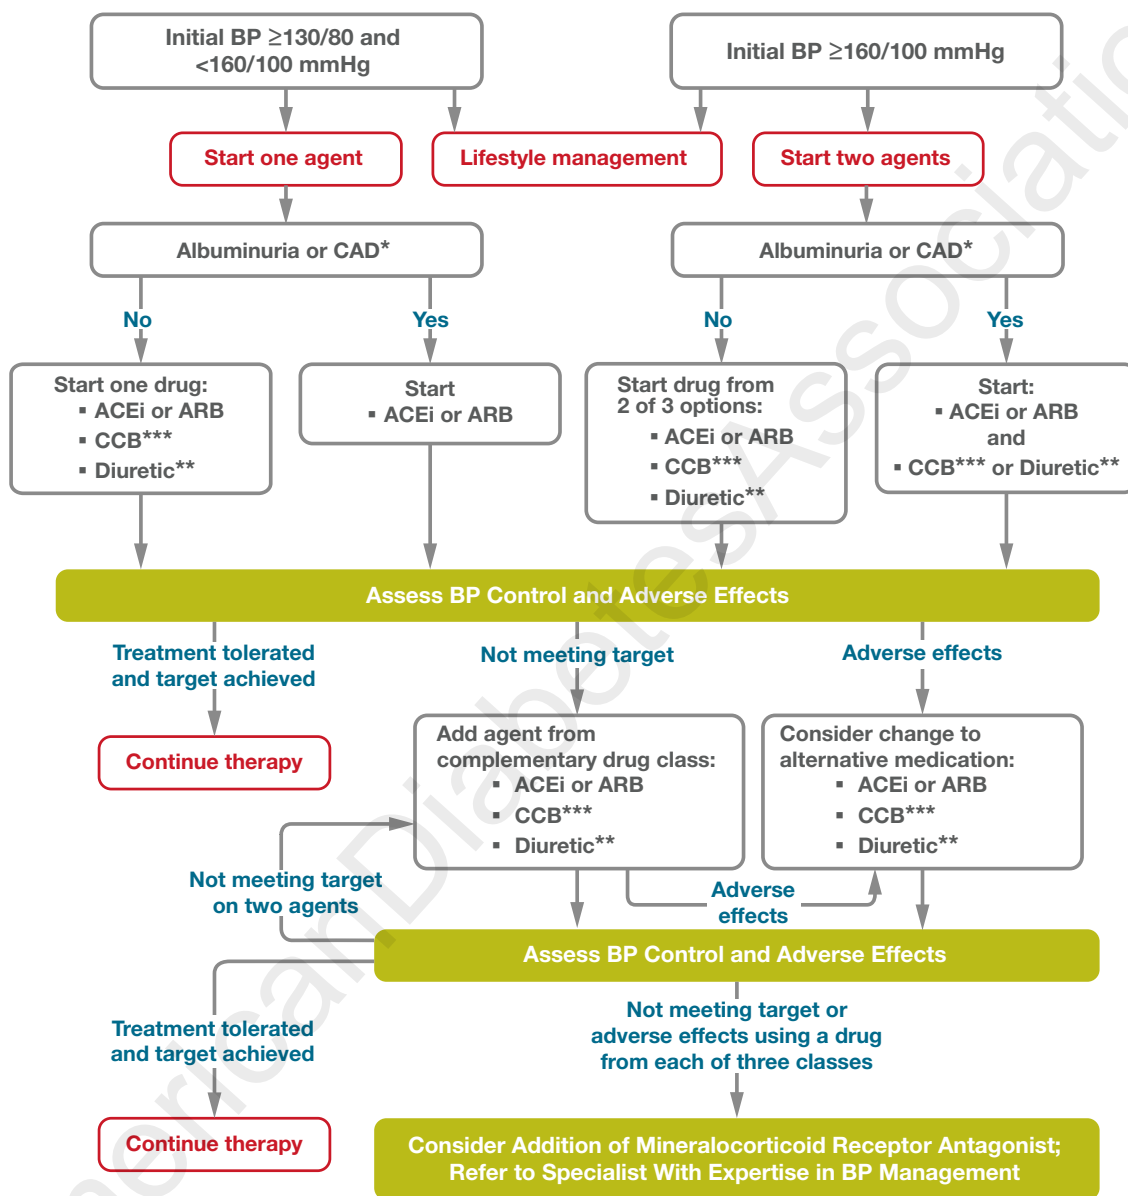 Initial BP ≥130/80 and
<160/100 mmHg
Initial BP ≥160/100 mmHg
Start one agent
Lifestyle management
Start two agents
Albuminuria or CAD*
Albuminuria or CAD*
No
Yes
No
Yes
Start one drug:
▪ ACEi or ARB
▪ CCB***
▪ Diuretic**
Start
▪ ACEi or ARB
Start drug from
2 of 3 options:
▪ ACEi or ARB
▪ CCB***
▪ Diuretic**
Start:
▪ ACEi or ARB
and
▪ CCB*** or Diuretic**
Assess BP Control and Adverse Effects
Treatment tolerated
and target achieved
Not meeting target
Adverse effects
Continue therapy
Add agent from
complementary drug class:
▪ ACEi or ARB
▪ CCB***
▪ Diuretic**
Consider change to
alternative medication:
▪ ACEi or ARB
▪ CCB***
▪ Diuretic**
Not meeting target
on two agents
Adverse
effects
Assess BP Control and Adverse Effects
Treatment tolerated
and target achieved
Not meeting target or
adverse effects using a drug
from each of three classes
Continue therapy
Consider Addition of Mineralocorticoid Receptor Antagonist;
Refer to Specialist With Expertise in BP Management
ericanDiabetesAssociatio